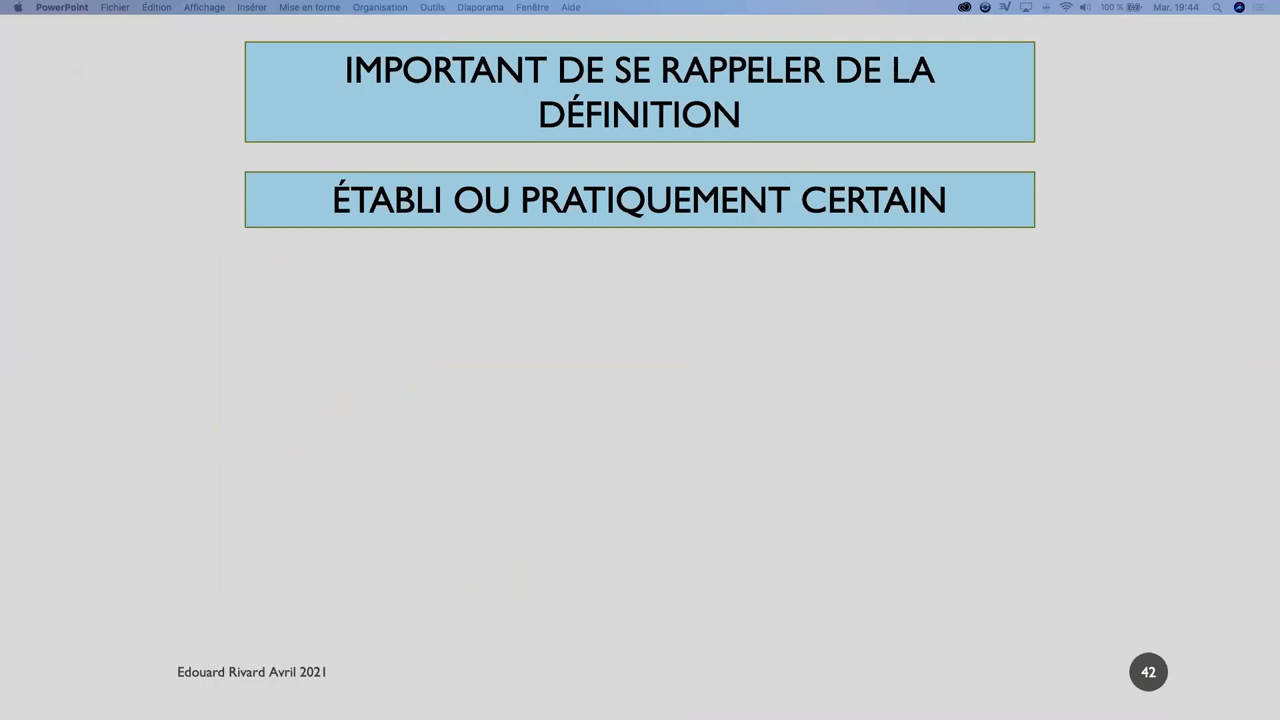 PowerPoint Fichier Édition Affichage Insérer Mise en forme Organisation Outils Diaporama Fenêtre Aide 100 % Mar. 19:44
IMPORTANT DE SE RAPPELER DE LA
DÉFINITION
ÉTABLI OU PRATIQUEMENT CERTAIN
Edouard Rivard Avril 2021
42